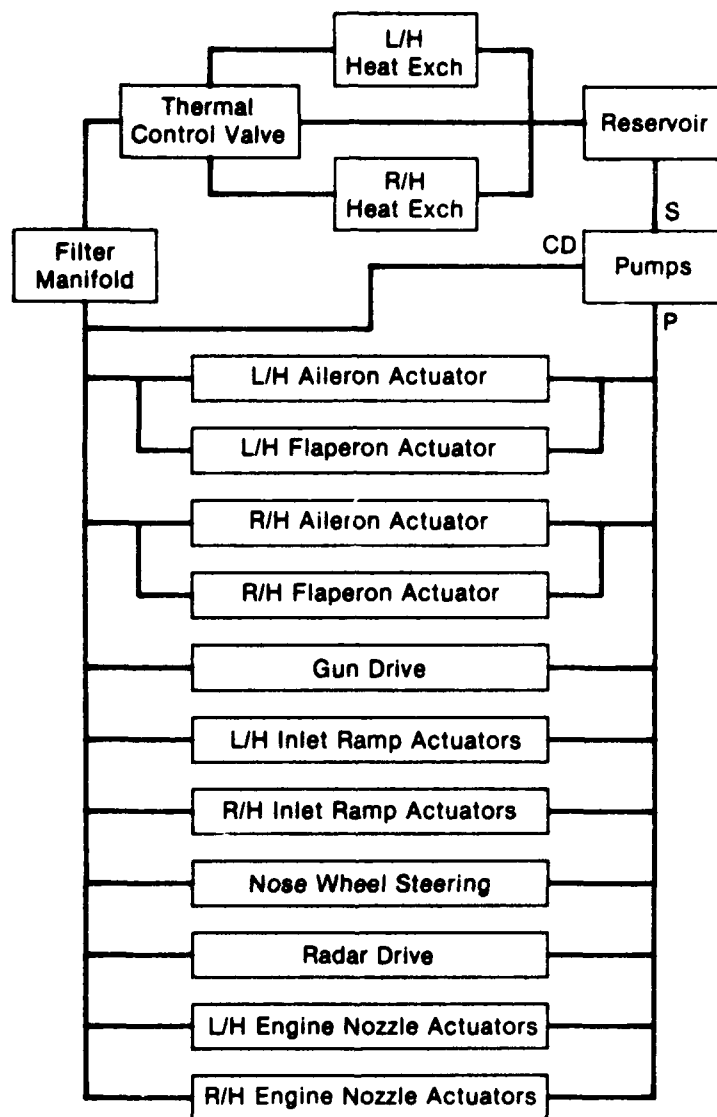 L/H
Heat Exch
Thermal
Control Valve
Reservoir
R/H
Heat Exch
S
Filter
Manifold
CD
Pumps
P
L/H Aileron Actuator
L/H Flaperon Actuator
R/H Aileron Actuator
R/H Flaperon Actuator
Gun Drive
L/H Inlet Ramp Actuators
R/H Inlet Ramp Actuators
Nose Wheel Steering
Radar Drive
L/H Engine Nozzle Actuators
R/H Engine Nozzle Actuators